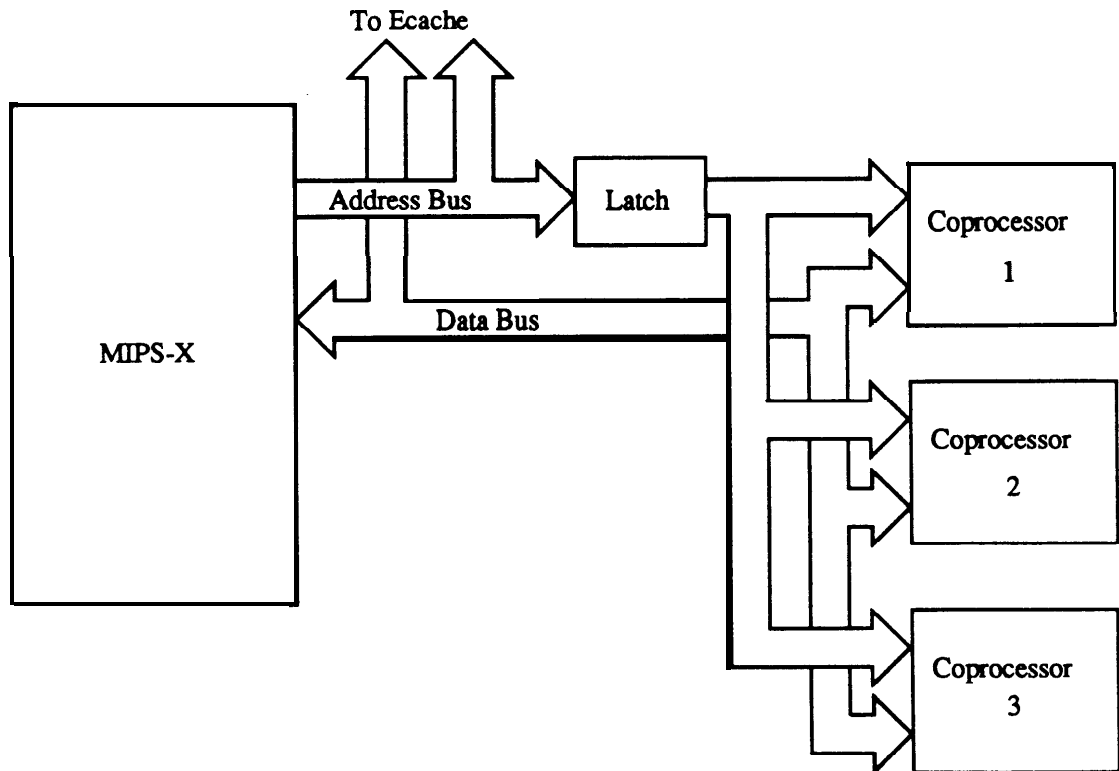 To Ecache
Address Bus
Latch
Coprocessor
1
Data Bus
MIPS-X
Coprocessor
2
Coprocessor
3